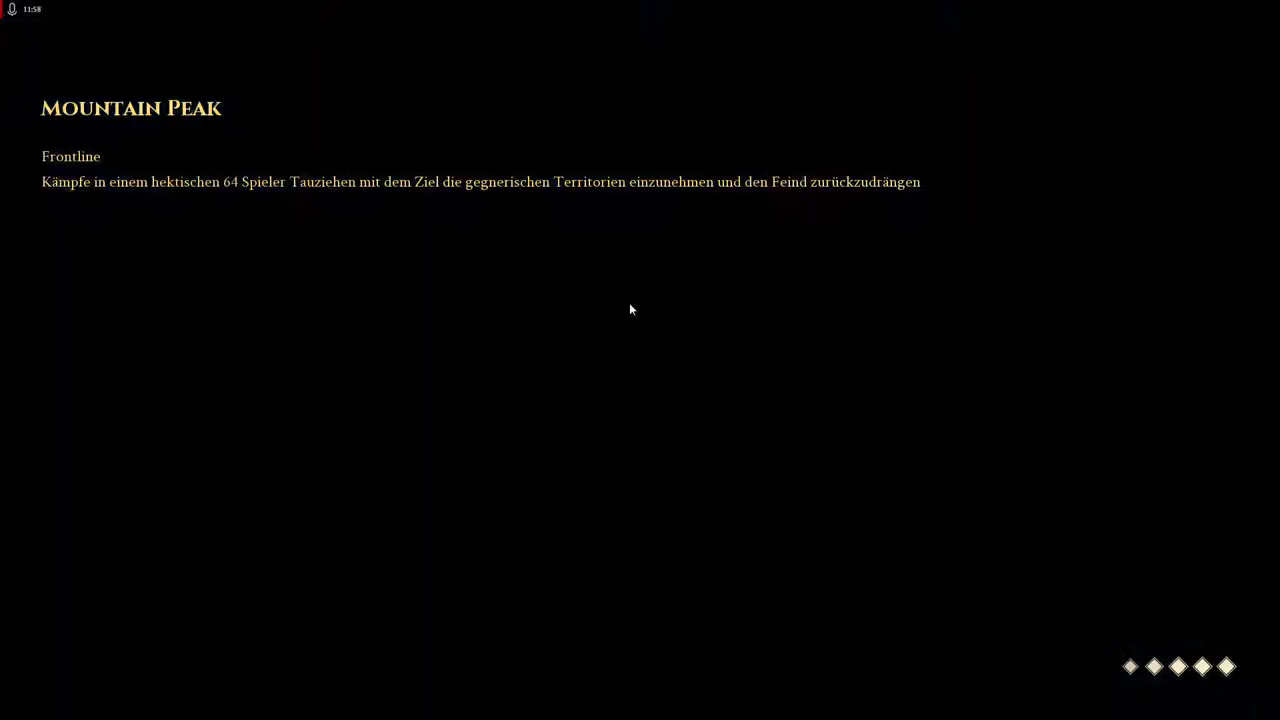 11:58
Mountain Peak
Frontline
Kämpfe in einem hektischen 64 Spieler Tauziehen mit dem Ziel die gegnerischen Territorien einzunehmen und den Feind zurückzudrängen